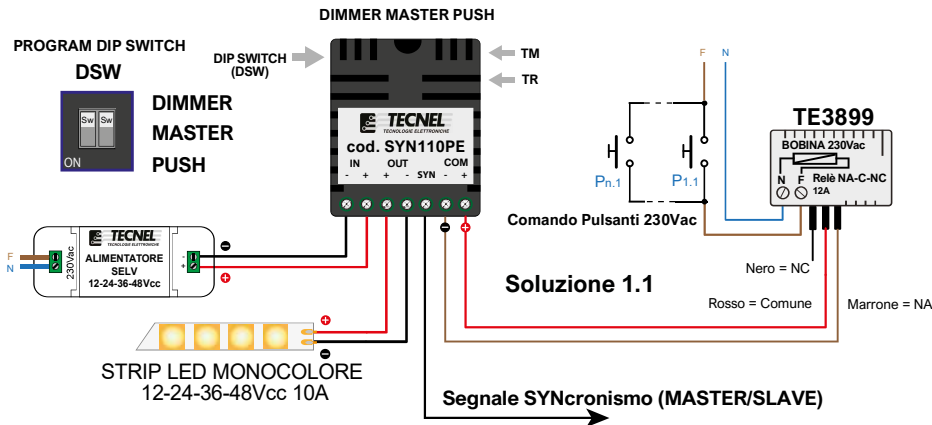 DIMMER MASTER PUSH
PROGRAM DIP SWITCH
DSW
DIMMER
MASTER
PUSH
Sw Sw
ON
DIP SWITCH
(DSW)
TM
TR
TECNEL
TECNOLOGIE ELETTRONICHE
cod. SYN110PE
IN OUT COM
- + + - SYN - +
F N
Pn.1
P1.1
Comando Pulsanti 230Vac
TE3899
BOBINA 230Vac
N F Relè NA-C-NC
12A
Nero = NC
Rosso = Comune
Marrone = NA
Soluzione 1.1
F
N
230Vac
TECNEL
TECNOLOGIE ELETTRONICHE
ALIMENTATORE
SELV
12-24-36-48Vcc
-
+
STRIP LED MONOCOLORE
12-24-36-48Vcc 10A
Segnale SYNcronismo (MASTER/SLAVE)